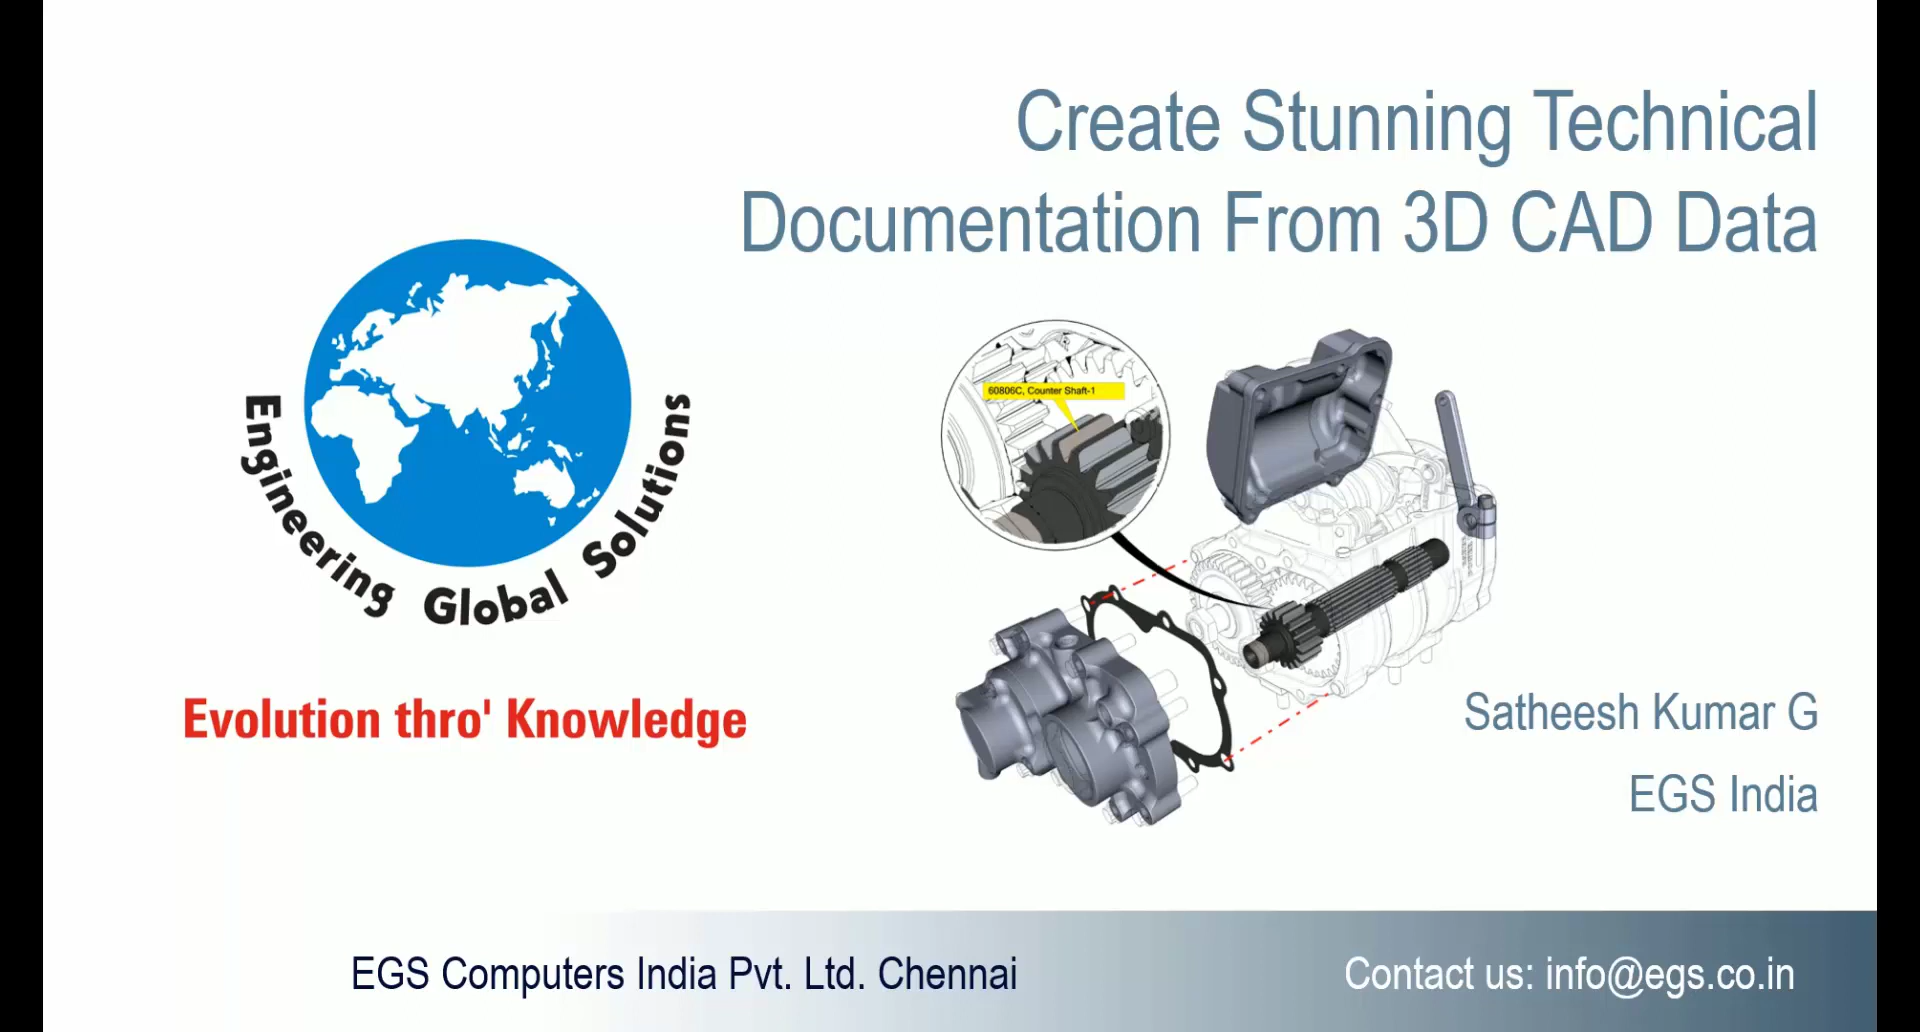 Create Stunning Technical
Documentation From 3D CAD Data
60806C, Counter Shaft-1
Engineering Global Solutions
Evolution thro' Knowledge
Satheesh Kumar G
EGS India
EGS Computers India Pvt. Ltd. Chennai
Contact us: info@egs.co.in